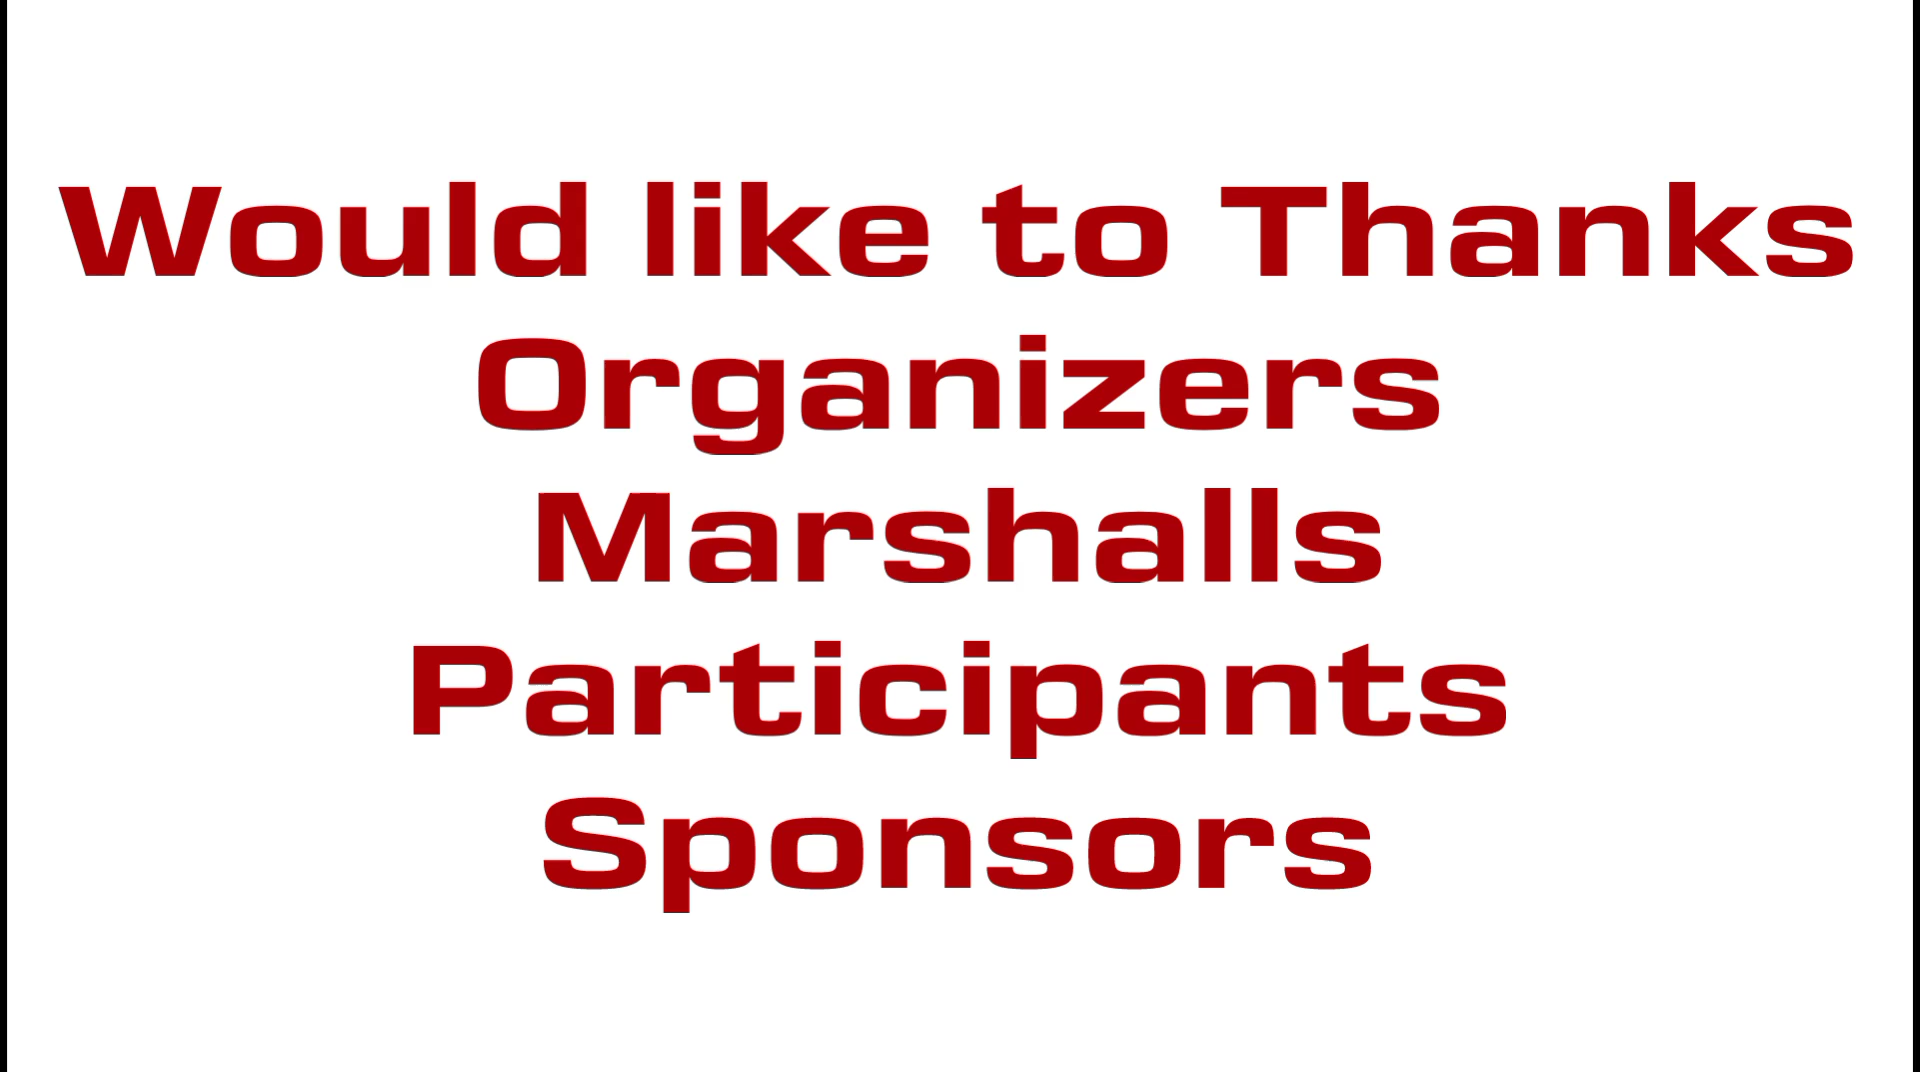 Would like to Thanks
Organizers
Marshalls
Participants
Sponsors